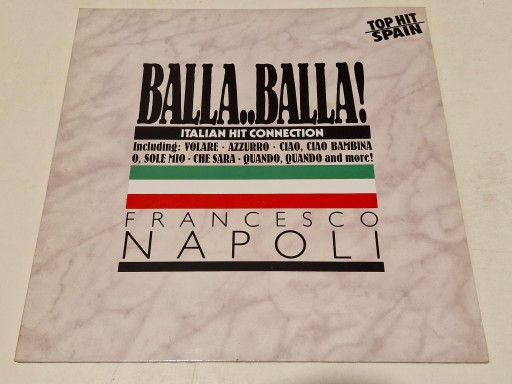 TOP HIT
SPAIN
BALLA..BALLA!
ITALIAN HIT CONNECTION
Including: VOLARE · AZZURRO · CIAO, CIAO BAMBINA
O, SOLE MIO · CHE SARA · QUANDO, QUANDO and more!
FRANCESCO
NAPOLI